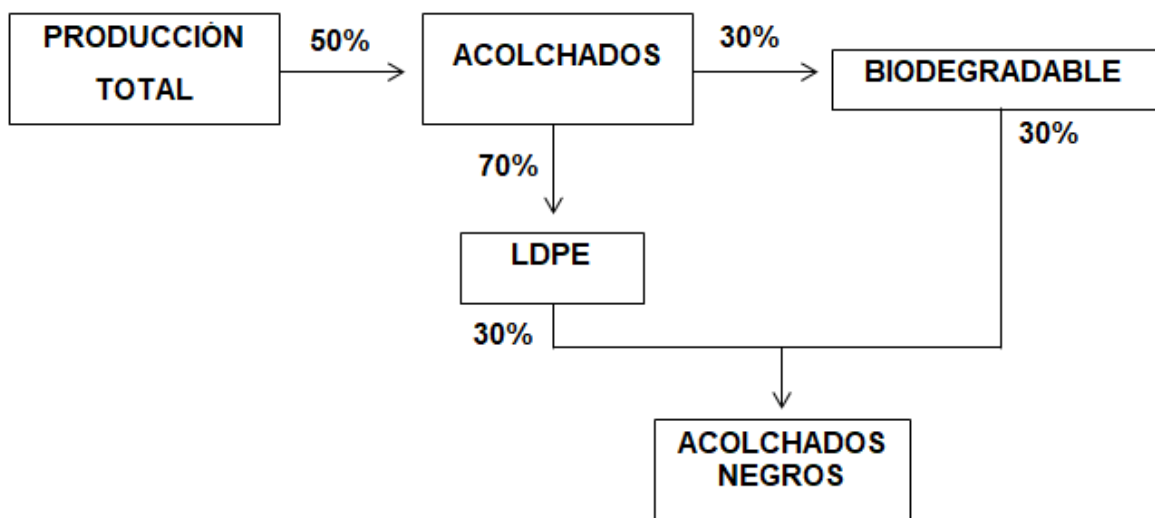 PRODUCCIÓN
TOTAL
50%
ACOLCHADOS
30%
BIODEGRADABLE
30%
70%
LDPE
30%
ACOLCHADOS
NEGROS